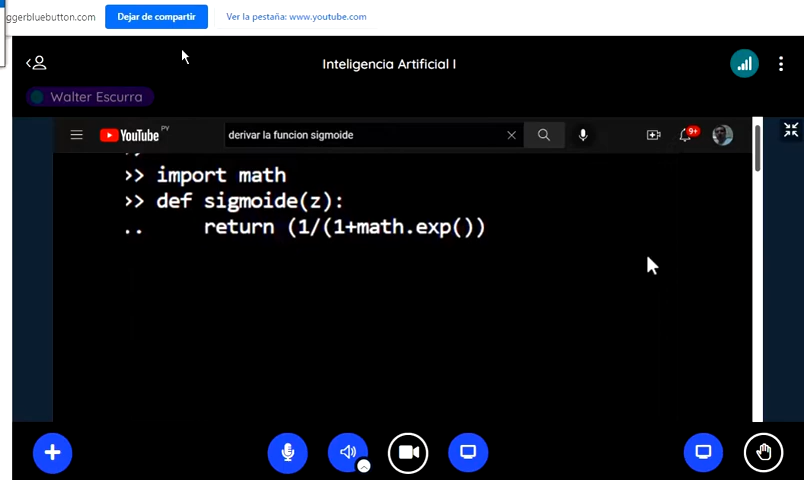 ggerbluebutton.com
Dejar de compartir
Ver la pestaña: www.youtube.com
Inteligencia Artificial I
Walter Escurra
YouTube PY
derivar la funcion sigmoide
9+
>> import math
>> def sigmoide(z):
.. return (1/(1+math.exp())